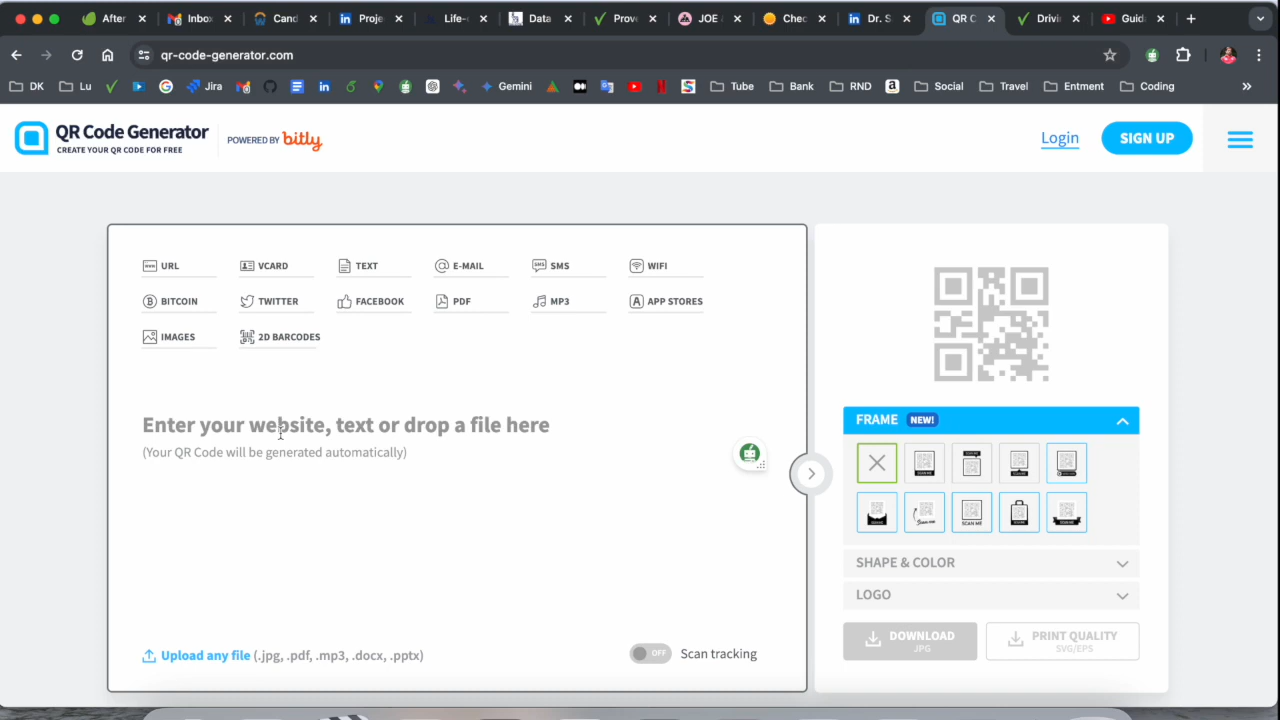 After Inbox Cand Proje Life- Data Prove JOE Chec Dr. S QR C Drivi Guid
qr-code-generator.com
DK Lu Jira Gemini Tube Bank RND Social Travel Entment Coding »
QR Code Generator
CREATE YOUR QR CODE FOR FREE
POWERED BY bitly
Login
SIGN UP
URL VCARD TEXT E-MAIL SMS WIFI
BITCOIN TWITTER FACEBOOK PDF MP3 APP STORES
IMAGES 2D BARCODES
Enter your website, text or drop a file here
(Your QR Code will be generated automatically)
Upload any file (.jpg, .pdf, .mp3, .docx, .pptx)
OFF Scan tracking
FRAME NEW!
SCAN ME
SHAPE & COLOR
LOGO
DOWNLOAD
JPG
PRINT QUALITY
SVG/EPS